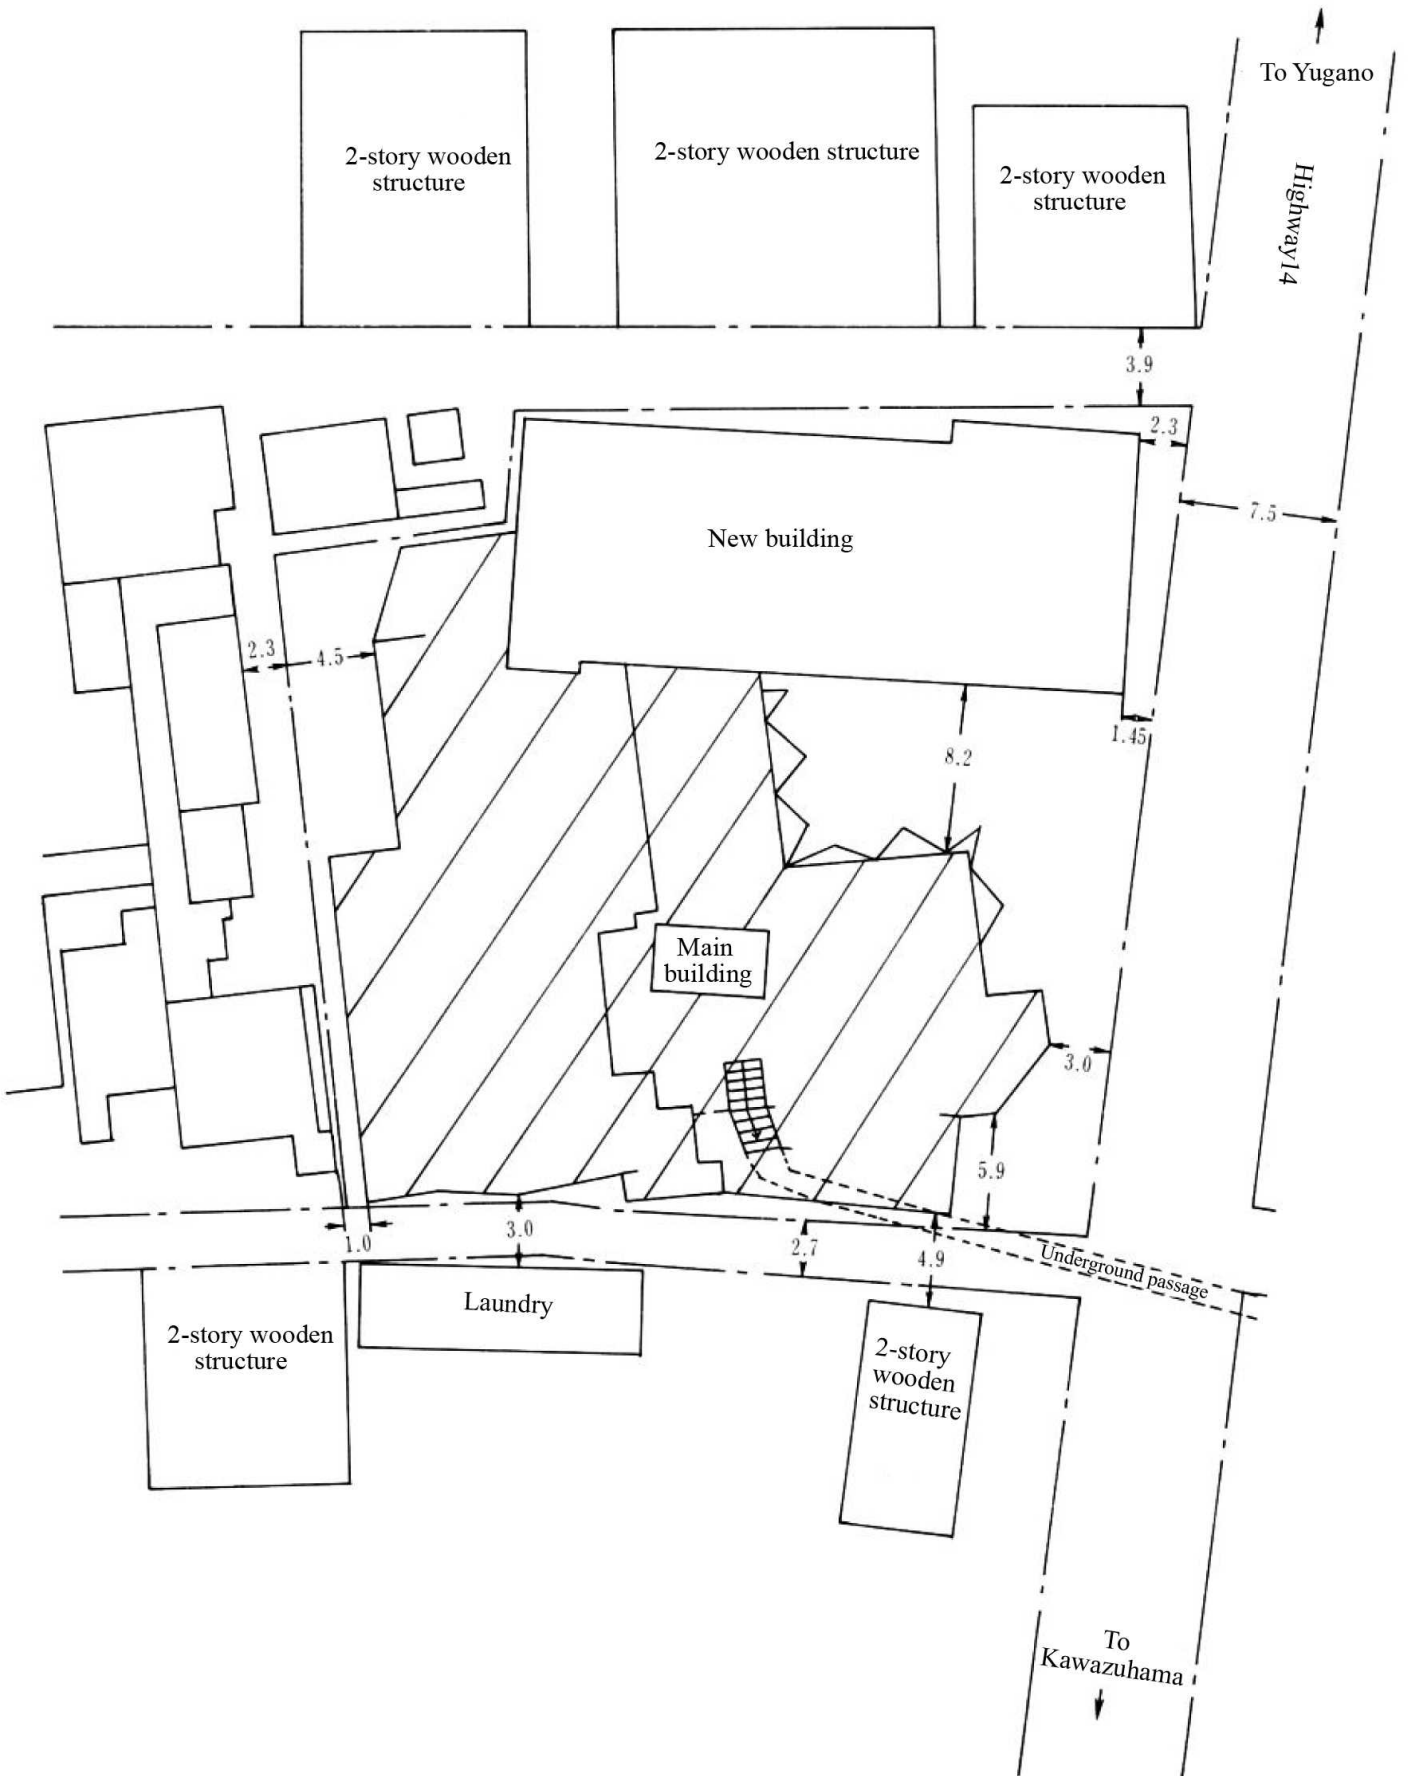 To Yugano
2-story wooden
structure
2-story wooden structure
2-story wooden
structure
Highway14
3.9
2.3
7.5
New building
2.3
4.5
1.45
8.2
Main
building
3.0
5.9
1.0
3.0
2.7
4.9
Underground passage
Laundry
2-story wooden
structure
2-story
wooden
structure
To
Kawazuhama